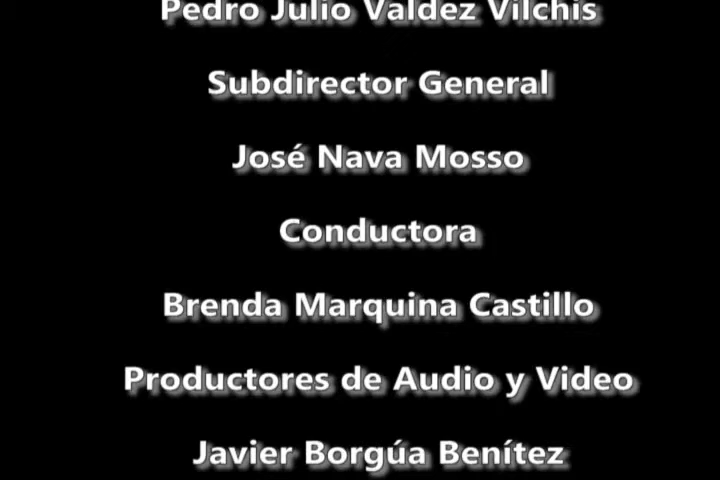 Pedro Julio Valdez Vilchis
Subdirector General
José Nava Mosso
Conductora
Brenda Marquina Castillo
Productores de Audio y Video
Javier Borgúa Benítez